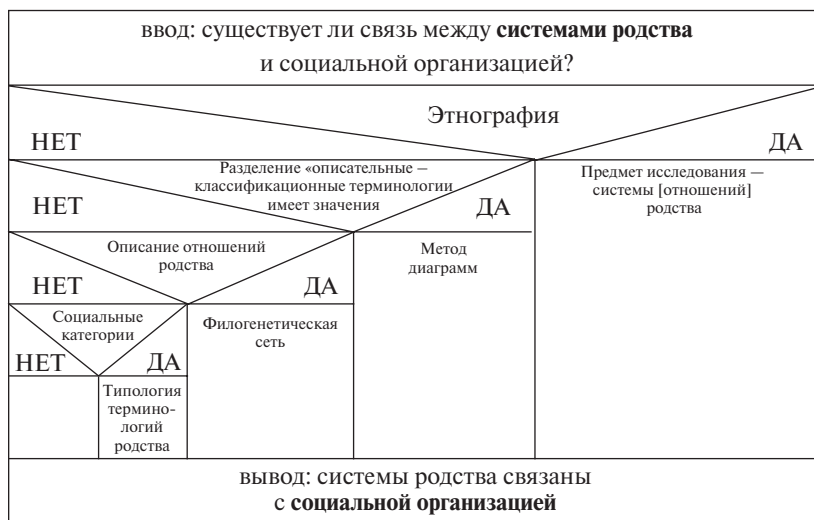 ввод: существует ли связь между системами родства
и социальной организацией?
Этнография
НЕТ
ДА
Разделение «описательные –
классификационные терминологии
имеет значения
НЕТ
ДА
Предмет исследования —
системы [отношений]
родства
Описание отношений
родства
НЕТ
ДА
Метод
диаграмм
Социальные
категории
НЕТ
ДА
Филогенетическая
сеть
Типология
термино-
логий
родства
вывод: системы родства связаны
с социальной организацией